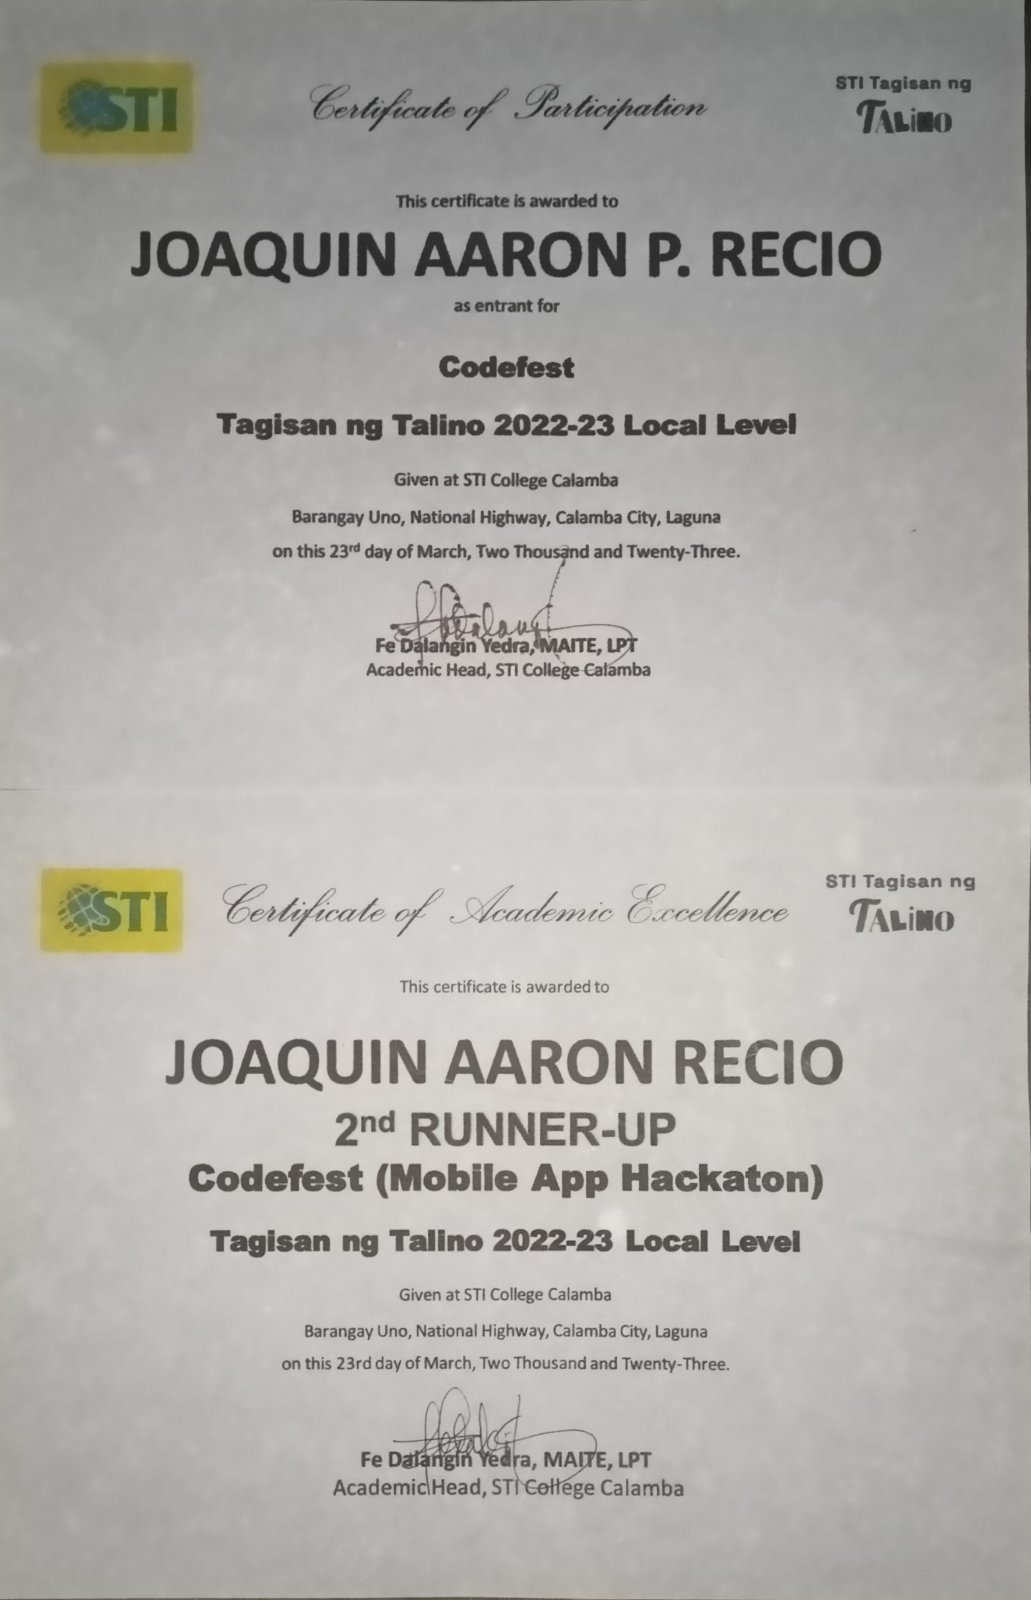 STI
Certificate of Participation
STI Tagisan ng
TALiNO
This certificate is awarded to
JOAQUIN AARON P. RECIO
as entrant for
Codefest
Tagisan ng Talino 2022-23 Local Level
Given at STI College Calamba
Barangay Uno, National Highway, Calamba City, Laguna
on this 23rd day of March, Two Thousand and Twenty-Three.
Fe Dalangin Yedra, MAITE, LPT
Academic Head, STI College Calamba
STI
Certificate of Academic Excellence
STI Tagisan ng
TALiNO
This certificate is awarded to
JOAQUIN AARON RECIO
2nd RUNNER-UP
Codefest (Mobile App Hackaton)
Tagisan ng Talino 2022-23 Local Level
Given at STI College Calamba
Barangay Uno, National Highway, Calamba City, Laguna
on this 23rd day of March, Two Thousand and Twenty-Three.
Fe Dalangin Yedra, MAITE, LPT
Academic Head, STI College Calamba